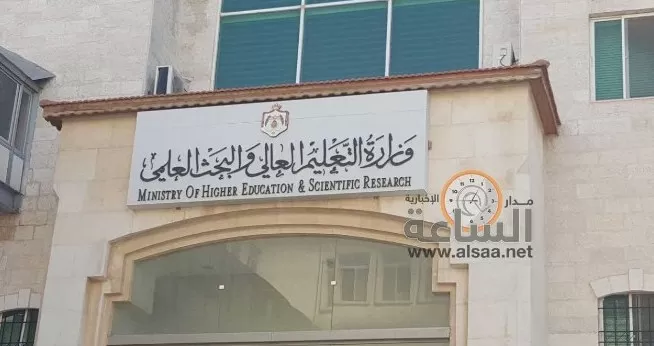 وزارة التعليم العالي والبحث العلمي
MINISTRY OF HIGHER EDUCATION & SCIENTIFIC RESEARCH
مدار
الإخبارية
الساعة
www.alsaa.net